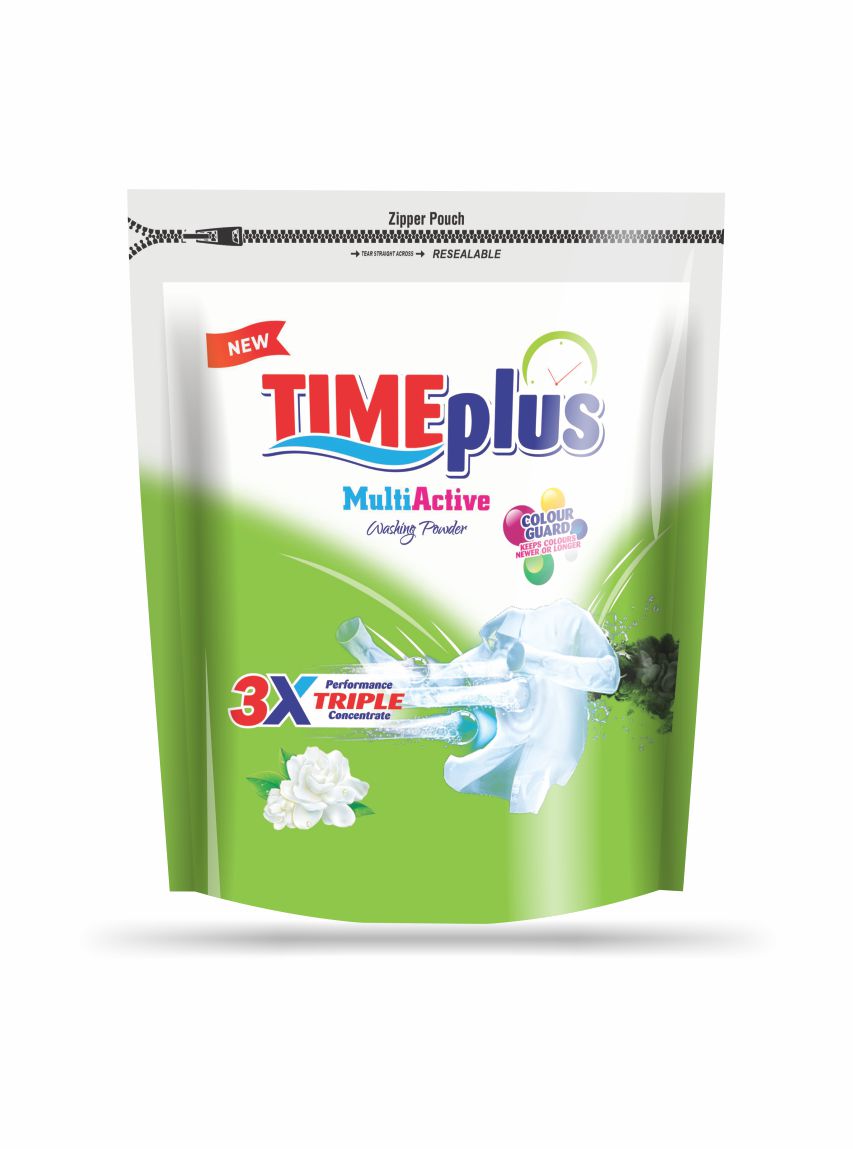 Zipper Pouch
TEAR STRAIGHT ACROSS
RESEALABLE
NEW
TIMEplus
MultiActive
Washing Powder
COLOUR
GUARD
KEEPS COLOURS
NEWER OR LONGER
3X
Performance
TRIPLE
Concentrate